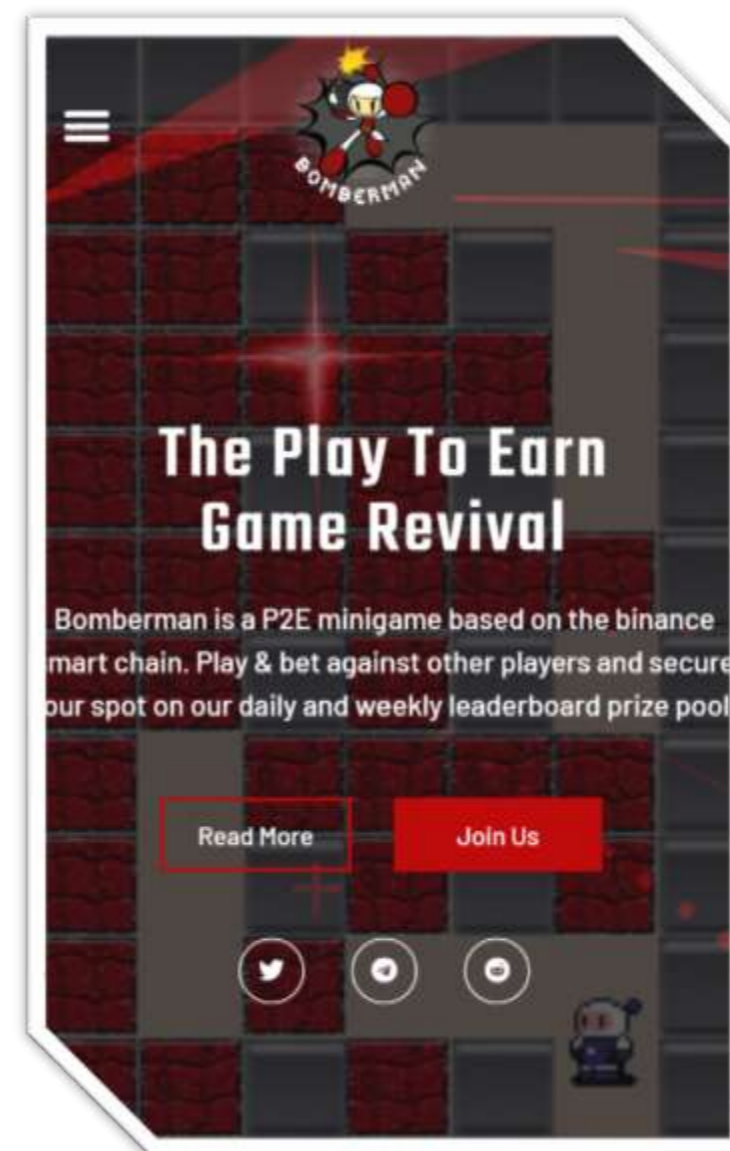 BOMBERMAN
The Play To Earn
Game Revival
Bomberman is a P2E minigame based on the binance
mart chain. Play & bet against other players and secure
our spot on our daily and weekly leaderboard prize pool
Read More
Join Us